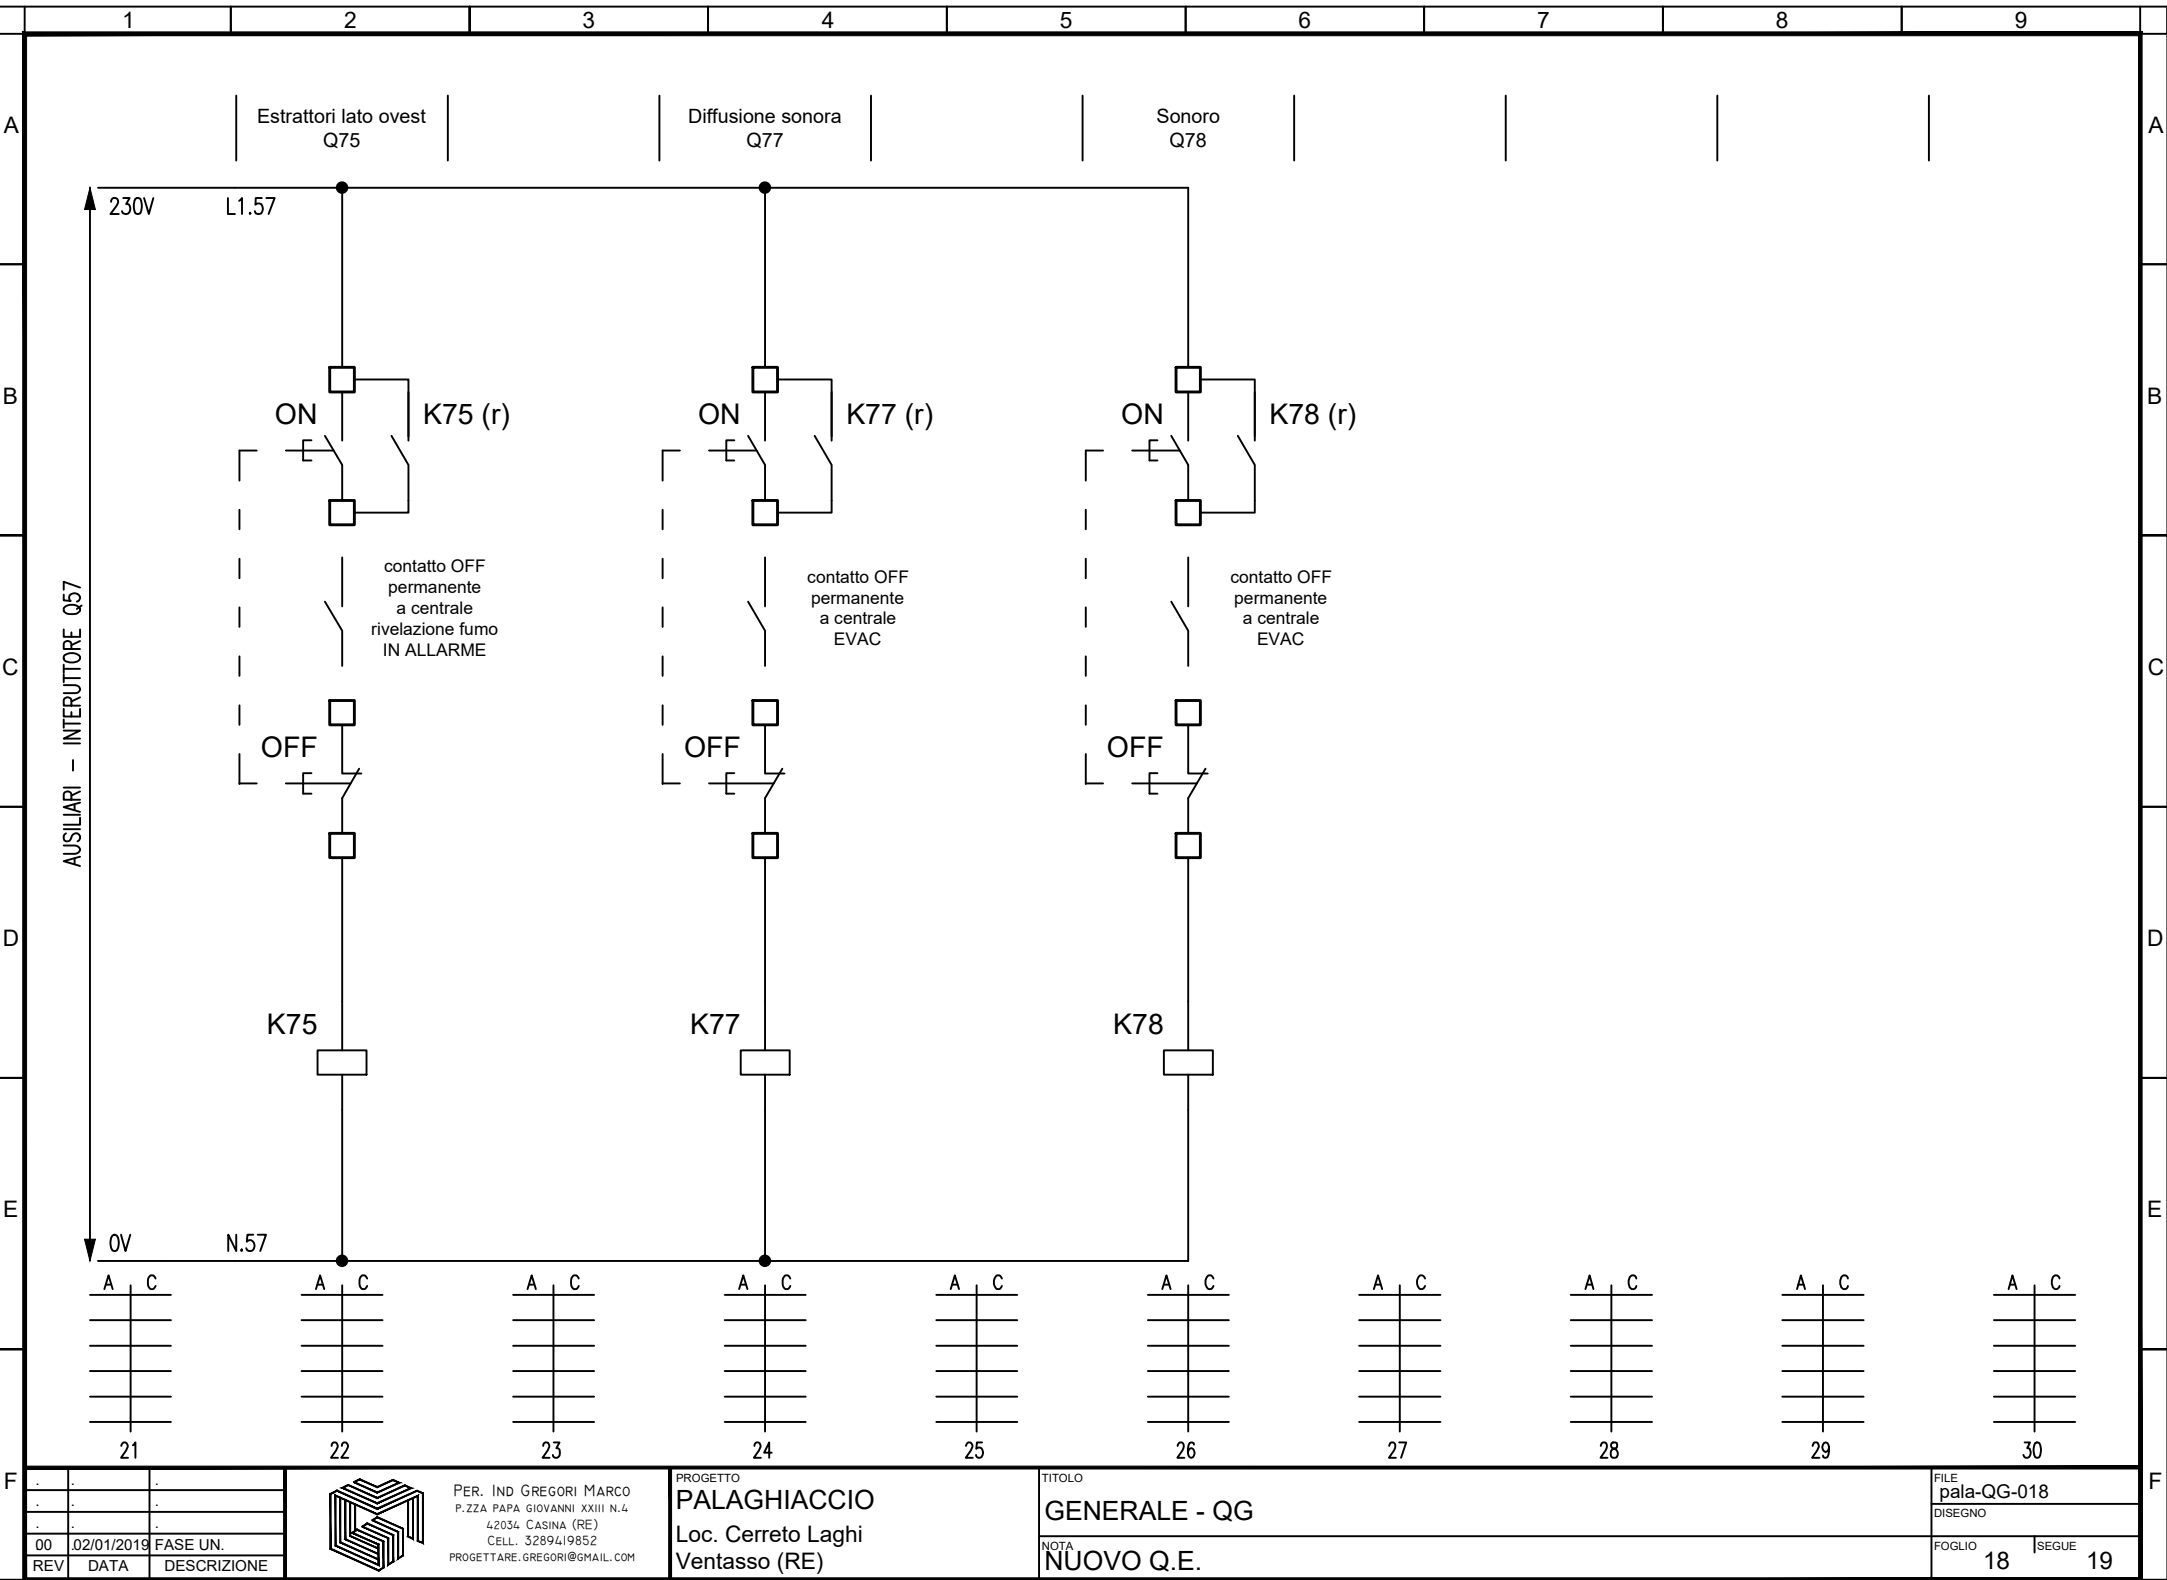 1 2 3 4 5 6 7 8 9
A
A
Estrattori lato ovest
Q75
Diffusione sonora
Q77
Sonoro
Q78
230V L1.57
B
B
ON K75 (r)
ON K77 (r)
ON K78 (r)
C
C
AUSILIARI - INTERUTTORE Q57
contatto OFF
permanente
a centrale
rivelazione fumo
IN ALLARME
contatto OFF
permanente
a centrale
EVAC
contatto OFF
permanente
a centrale
EVAC
OFF
OFF
OFF
D
D
K75
K77
K78
E
E
0V N.57
A C A C A C A C A C A C A C A C A C A C
21 22 23 24 25 26 27 28 29 30
F
F
. . .
. . .
. . .
00 .02/01/2019 FASE UN.
REV DATA DESCRIZIONE
PER. IND GREGORI MARCO
P.ZZA PAPA GIOVANNI XXIII N.4
42034 CASINA (RE)
CELL. 3289419852
PROGETTARE.GREGORI@GMAIL.COM
PROGETTO
PALAGHIACCIO
Loc. Cerreto Laghi
Ventasso (RE)
TITOLO
GENERALE - QG
NOTA
NUOVO Q.E.
FILE
pala-QG-018
DISEGNO
FOGLIO 18 SEGUE 19